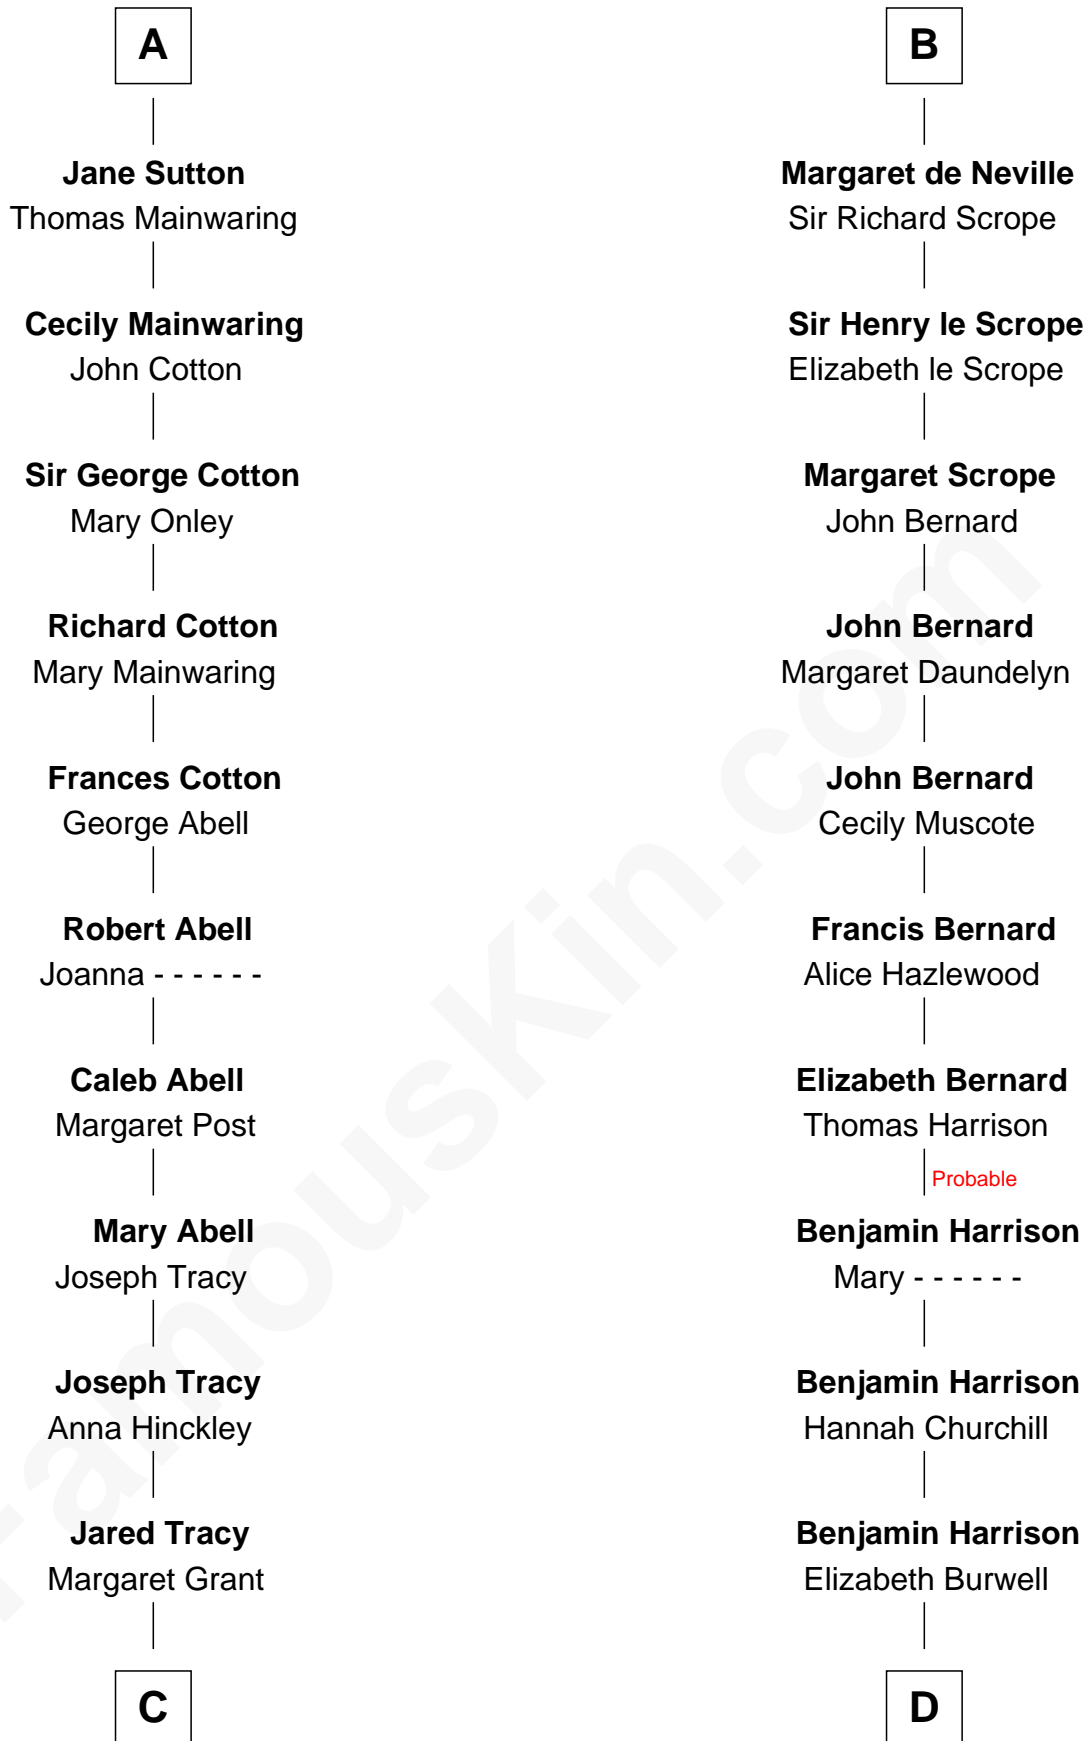 A
Jane Sutton
Thomas Mainwaring
Cecily Mainwaring
John Cotton
Sir George Cotton
Mary Onley
Richard Cotton
Mary Mainwaring
Frances Cotton
George Abell
Robert Abell
Joanna - - - - - -
Caleb Abell
Margaret Post
Mary Abell
Joseph Tracy
Joseph Tracy
Anna Hinckley
Jared Tracy
Margaret Grant
C
B
Margaret de Neville
Sir Richard Scrope
Sir Henry le Scrope
Elizabeth le Scrope
Margaret Scrope
John Bernard
John Bernard
Margaret Daundelyn
John Bernard
Cecily Muscote
Francis Bernard
Alice Hazlewood
Elizabeth Bernard
Thomas Harrison
Probable
Benjamin Harrison
Mary - - - - - -
Benjamin Harrison
Hannah Churchill
Benjamin Harrison
Elizabeth Burwell
D
FamousKin.com